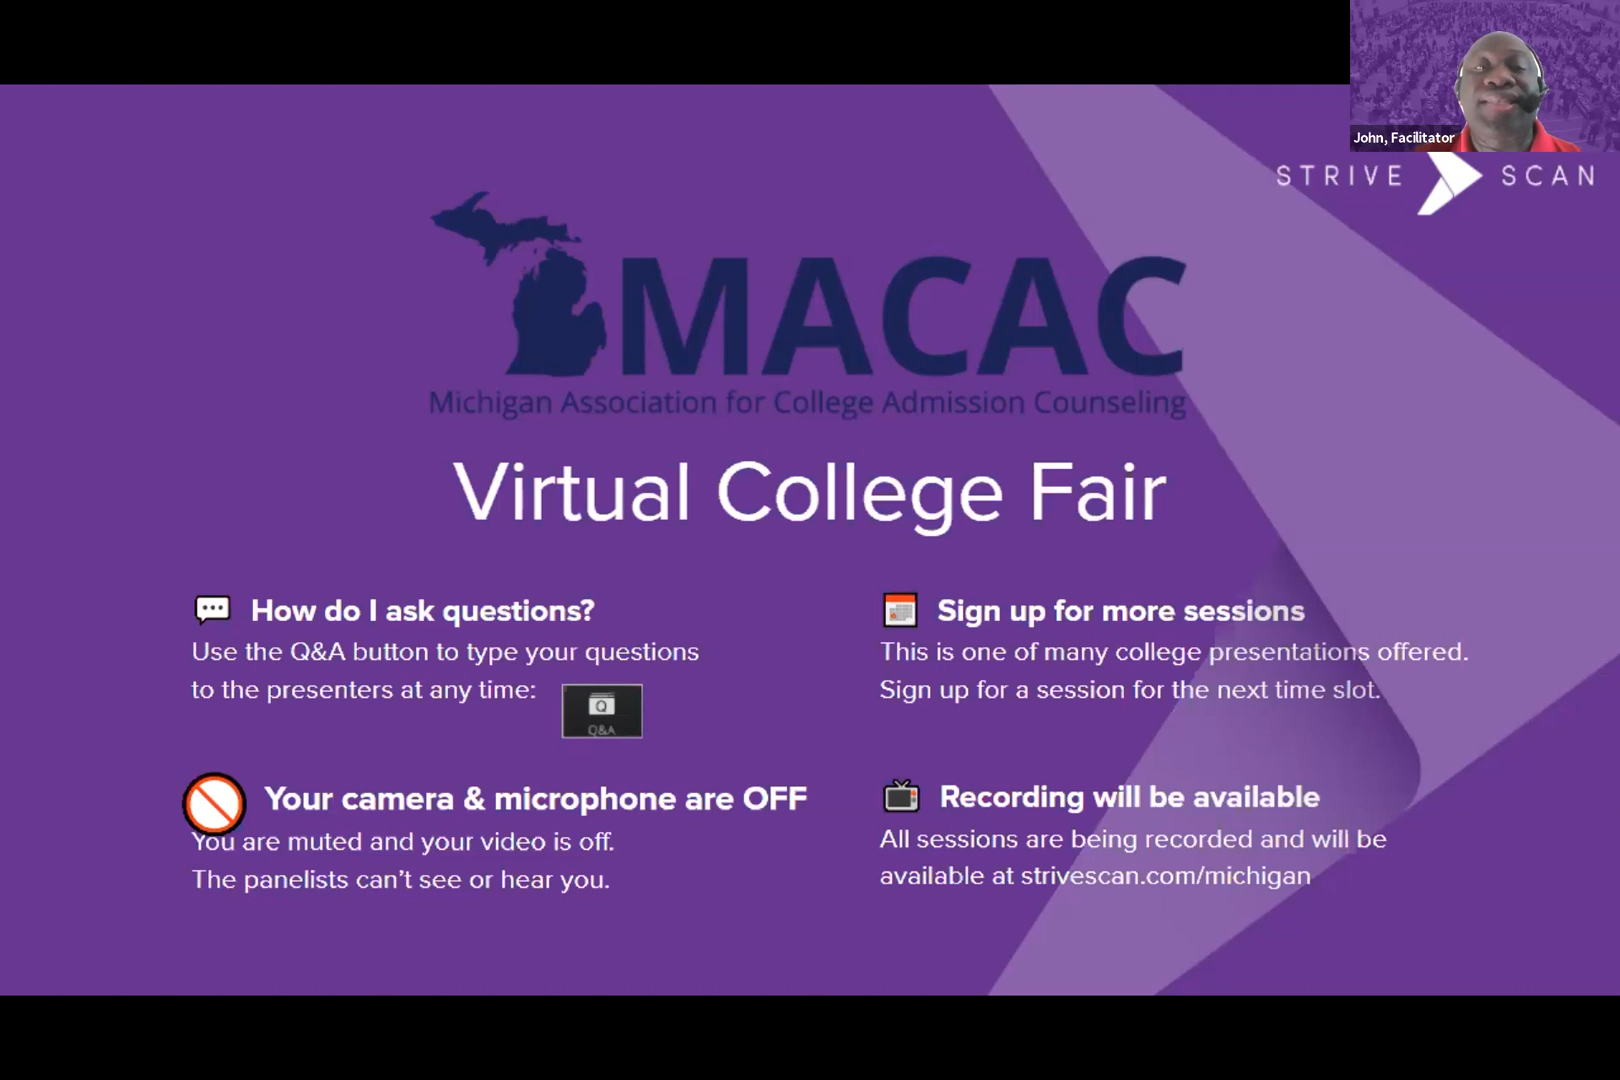 John, Facilitator
STRIVE SCAN
MACAC
Michigan Association for College Admission Counseling
Virtual College Fair
How do I ask questions?
Use the Q&A button to type your questions
to the presenters at any time:
Q
Q&A
Sign up for more sessions
This is one of many college presentations offered.
Sign up for a session for the next time slot.
Your camera & microphone are OFF
You are muted and your video is off.
The panelists can't see or hear you.
Recording will be available
All sessions are being recorded and will be
available at strivescan.com/michigan